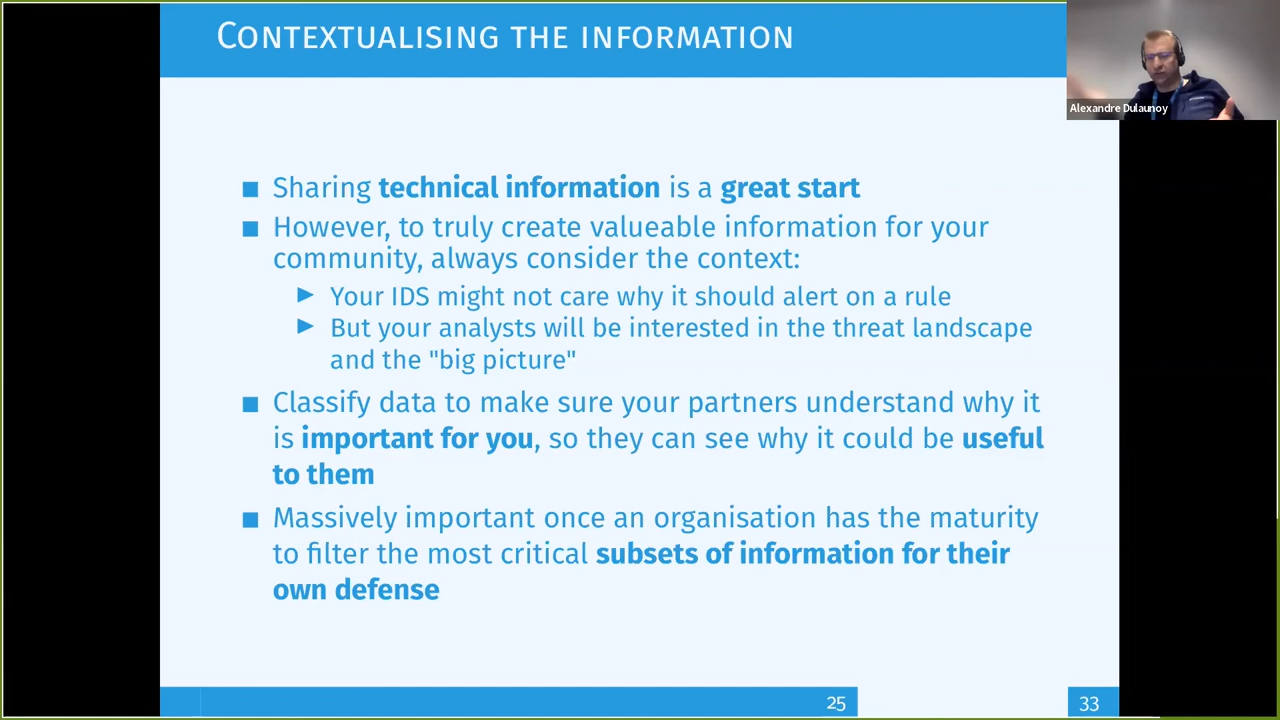 CONTEXTUALISING THE INFORMATION
Alexandre Dulaunoy
■ Sharing technical information is a great start
■ However, to truly create valueable information for your
community, always consider the context:
▶ Your IDS might not care why it should alert on a rule
▶ But your analysts will be interested in the threat landscape
and the "big picture"
■ Classify data to make sure your partners understand why it
is important for you, so they can see why it could be useful
to them
■ Massively important once an organisation has the maturity
to filter the most critical subsets of information for their
own defense
25
33